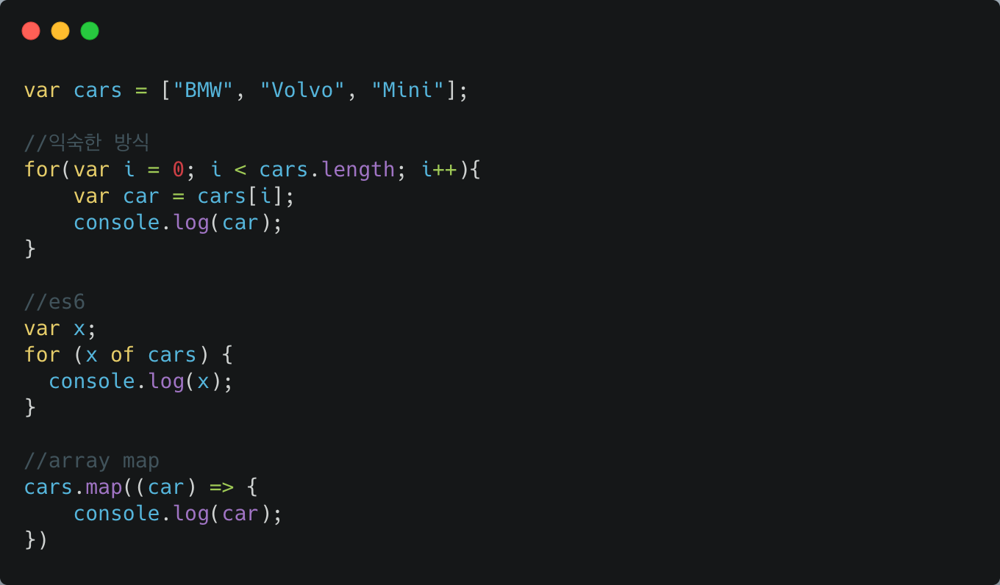 var cars = ["BMW", "Volvo", "Mini"];
//익숙한 방식
for(var i = 0; i < cars.length; i++){
    var car = cars[i];
    console.log(car);
}
//es6
var x;
for (x of cars) {
  console.log(x);
}
//array map
cars.map((car) => {
    console.log(car);
})